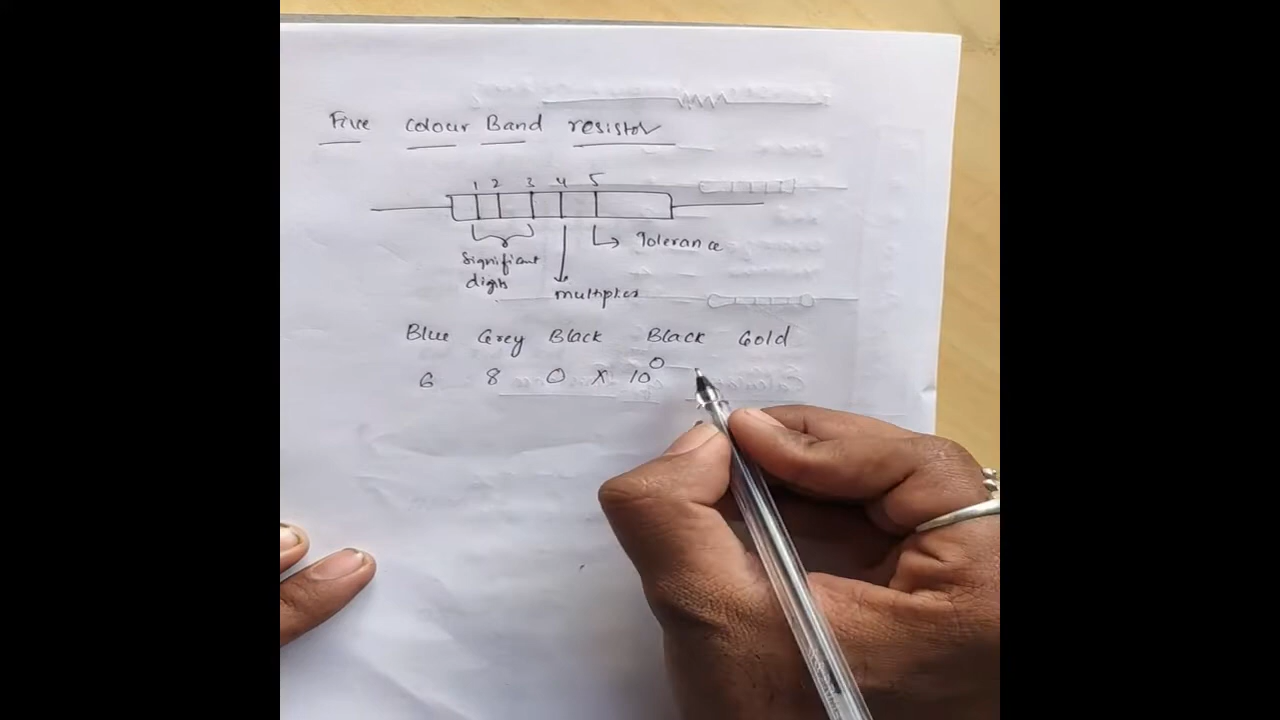 Five Colour Band resistor
1 2 3 4 5
Tolerance
Significant
digits
multiplier
Blue Grey Black Black Gold
6 8 0 x 10⁰